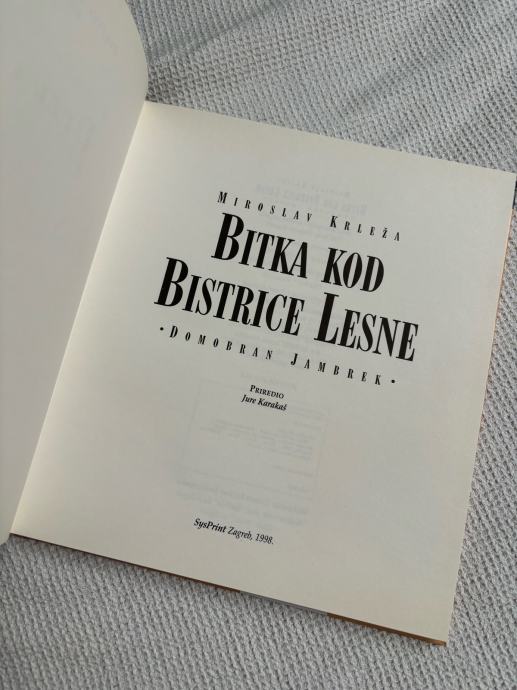 MIROSLAV KRLEŽA
BITKA KOD
BISTRICE LESNE
• DOMOBRAN JAMBREK •
PRIREDIO
Jure Karakaš
SysPrint Zagreb, 1998.